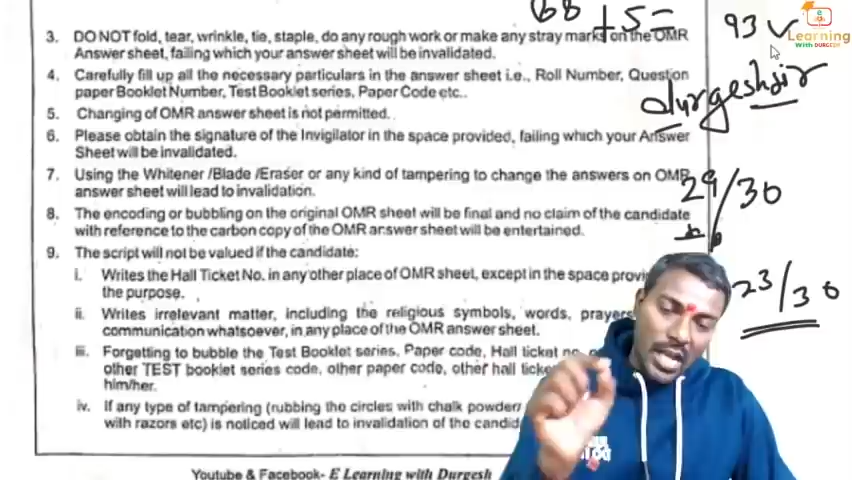 68 + 5 = 93
Learning
With DURGESH
3. DO NOT fold, tear, wrinkle, tie, staple, do any rough work or make any stray marks on the OMR
Answer sheet, failing which your answer sheet will be invalidated.
4. Carefully fill up all the necessary particulars in the answer sheet i.e., Roll Number, Question
paper Booklet Number, Test Booklet series, Paper Code etc..
durgeshsir
5. Changing of OMR answer sheet is not permitted.
6. Please obtain the signature of the Invigilator in the space provided, failing which your Answer
Sheet will be invalidated.
7. Using the Whitener /Blade /Eraser or any kind of tampering to change the answers on OMR
answer sheet will lead to invalidation.
29/30
8. The encoding or bubbling on the original OMR sheet will be final and no claim of the candidate
with reference to the carbon copy of the OMR answer sheet will be entertained.
9. The script will not be valued if the candidate:
i. Writes the Hall Ticket No. in any other place of OMR sheet, except in the space provi
the purpose.
23/30
ii. Writes irrelevant matter, including the religious symbols, words, prayers
communication whatsoever, in any place of the OMR answer sheet.
iii. Forgetting to bubble the Test Booklet series, Paper code, Hall ticket no
other TEST booklet series code, other paper code, other hall ticke
him/her.
iv. If any type of tampering (rubbing the circles with chalk powder
with razors etc) is noticed will lead to invalidation of the candid
Youtube & Facebook- E Learning with Durgesh